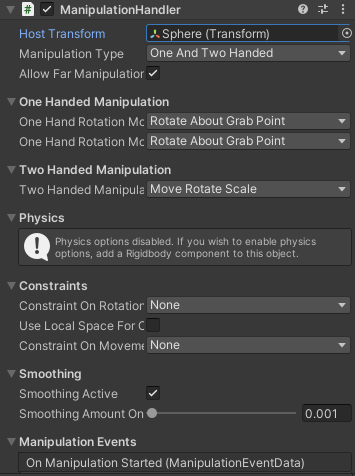 ManipulationHandler
Host Transform Sphere (Transform)
Manipulation Type One And Two Handed
Allow Far Manipulation
One Handed Manipulation
One Hand Rotation Mo Rotate About Grab Point
One Hand Rotation Mo Rotate About Grab Point
Two Handed Manipulation
Two Handed Manipula Move Rotate Scale
Physics
Physics options disabled. If you wish to enable physics
options, add a Rigidbody component to this object.
Constraints
Constraint On Rotation None
Use Local Space For C
Constraint On Moveme None
Smoothing
Smoothing Active
Smoothing Amount On 0.001
Manipulation Events
On Manipulation Started (ManipulationEventData)